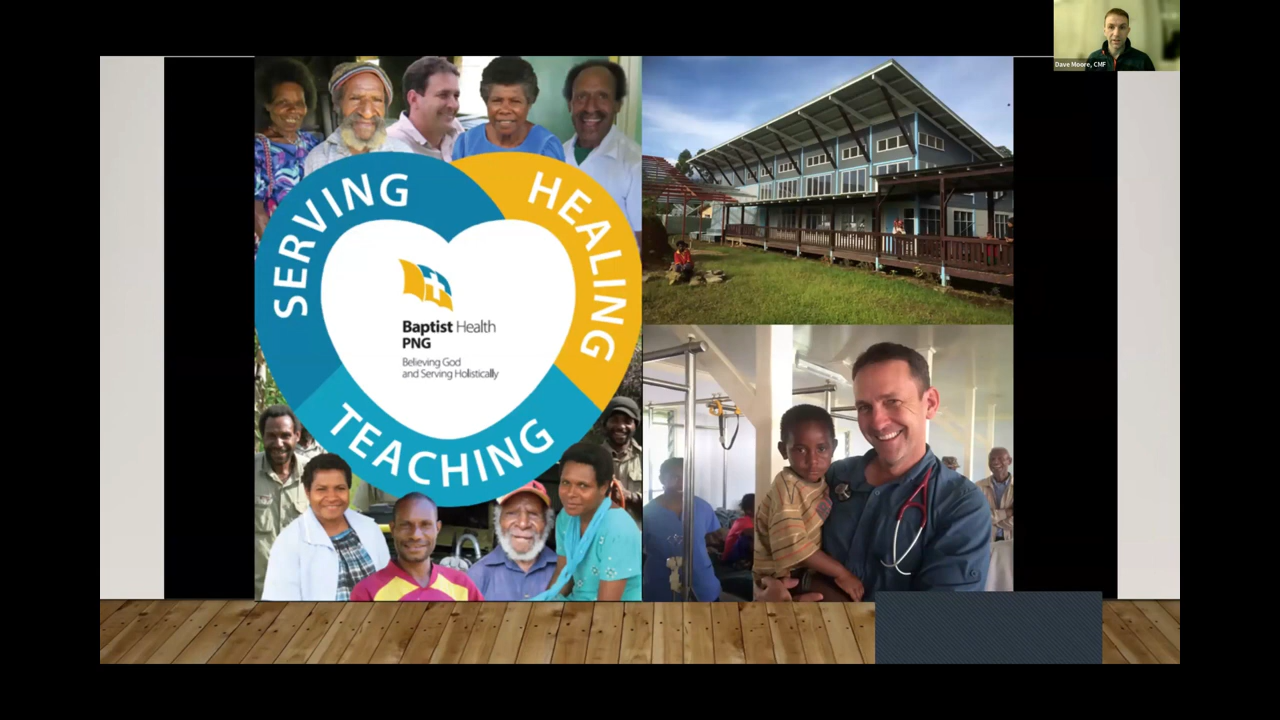 Dave Moore, CMF
SERVING
HEALING
Baptist Health
PNG
Believing God
and Serving Holistically
TEACHING